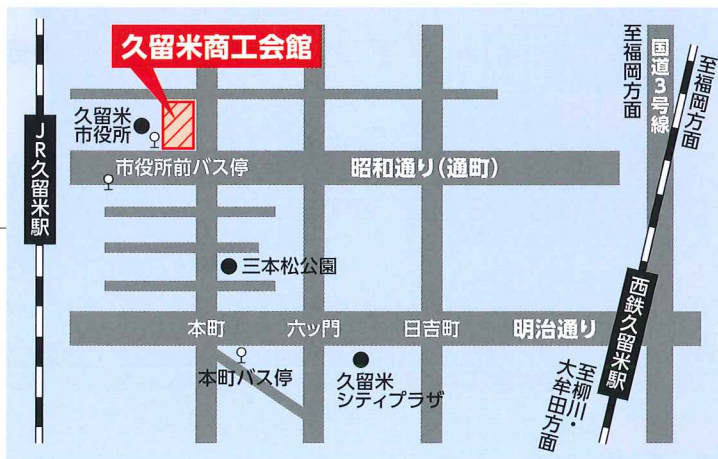 久留米商工会館
久留米
市役所
JR久留米駅
市役所前バス停
昭和通り(通町)
至福岡方面
国道3号線
至福岡方面
三本松公園
本町
六ッ門
日吉町
明治通り
西鉄久留米駅
本町バス停
久留米
シティプラザ
至柳川・
大牟田方面